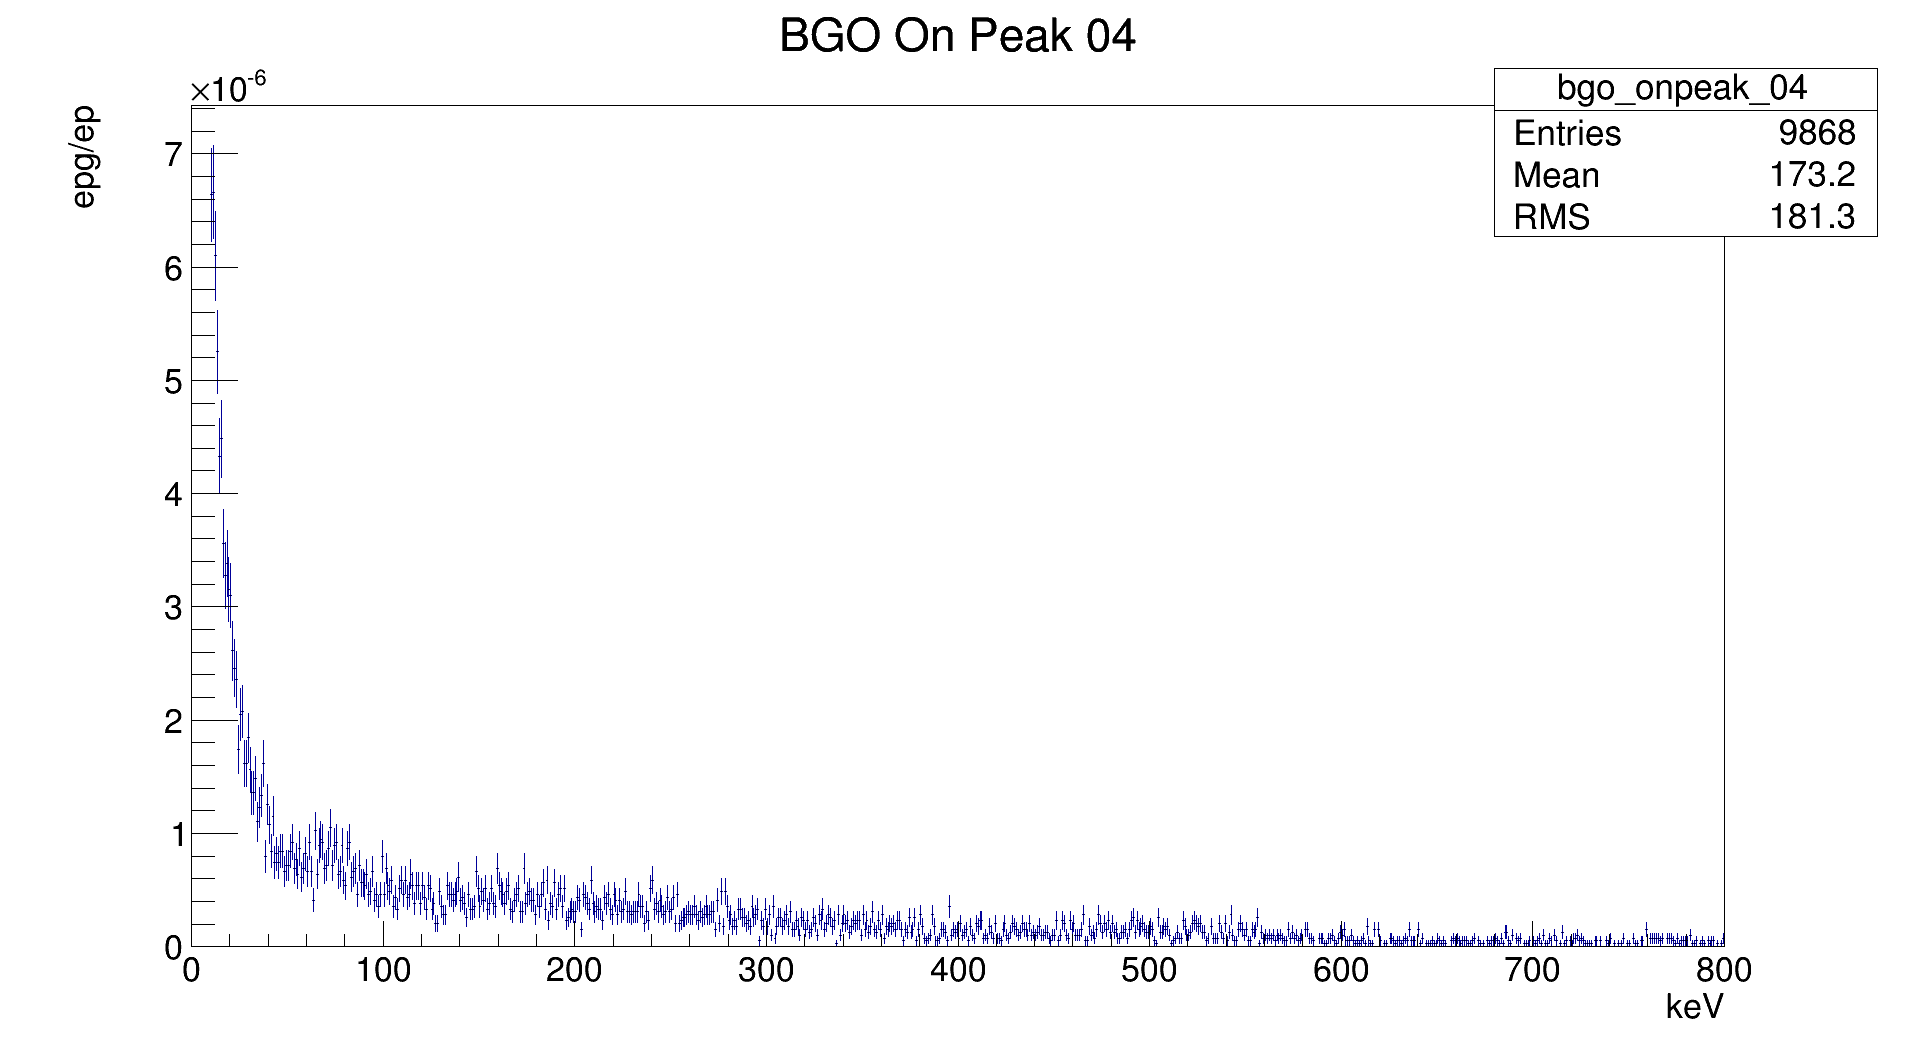 BGO On Peak 04
×10-6
epg/ep
bgo_onpeak_04
Entries 9868
Mean 173.2
RMS 181.3
7
6
5
4
3
2
1
0
0 100 200 300 400 500 600 700 800
keV